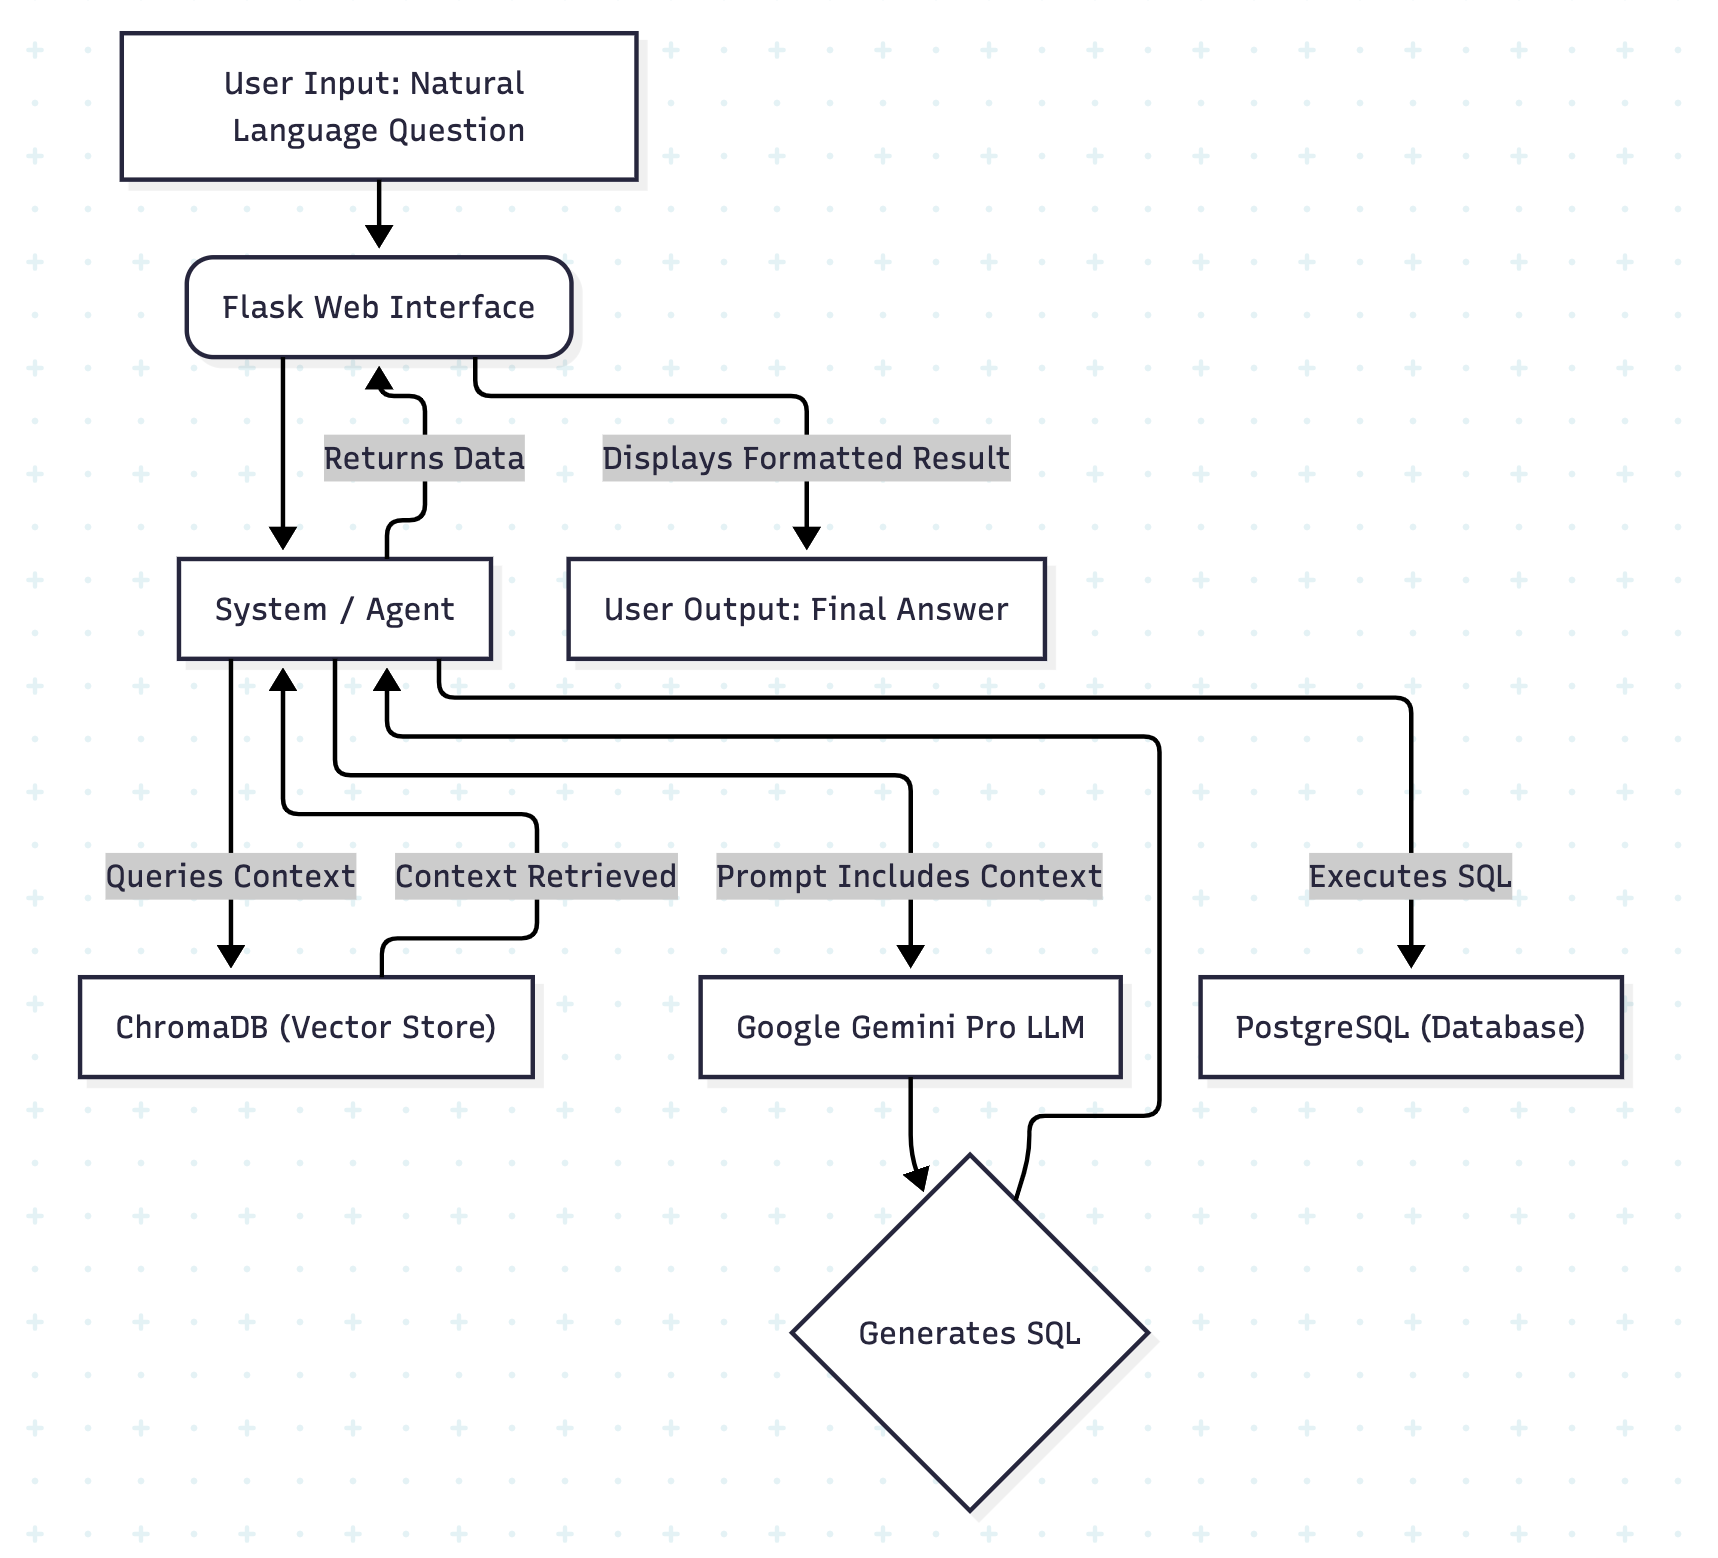 User Input: Natural
Language Question
Flask Web Interface
Returns Data
Displays Formatted Result
System / Agent
User Output: Final Answer
Queries Context
Context Retrieved
Prompt Includes Context
Executes SQL
ChromaDB (Vector Store)
Google Gemini Pro LLM
PostgreSQL (Database)
Generates SQL